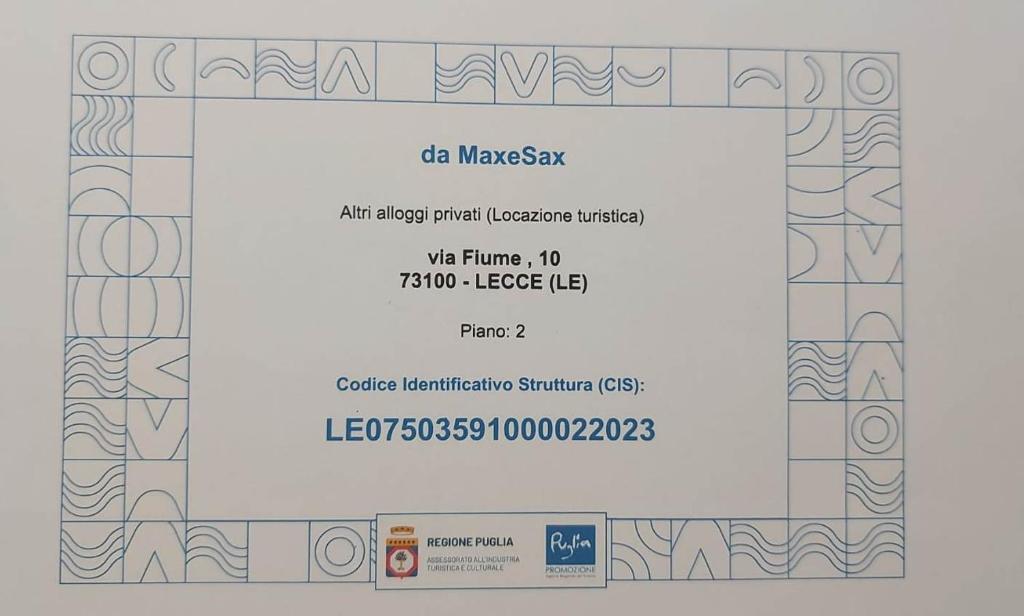 da MaxeSax
Altri alloggi privati (Locazione turistica)
via Fiume , 10
73100 - LECCE (LE)
Piano: 2
Codice Identificativo Struttura (CIS):
LE07503591000022023
REGIONE PUGLIA
ASSESSORATO ALL'INDUSTRIA
TURISTICA E CULTURALE
Puglia
PROMOZIONE